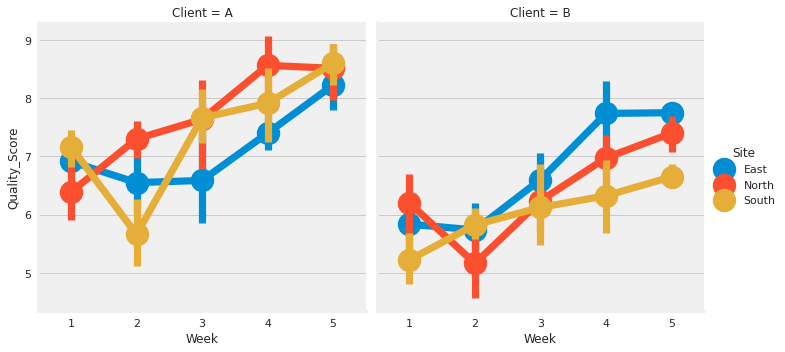 Client = A
Client = B
9
8
7
6
5
Quality_Score
1 2 3 4 5
Week
1 2 3 4 5
Week
Site
East
North
South